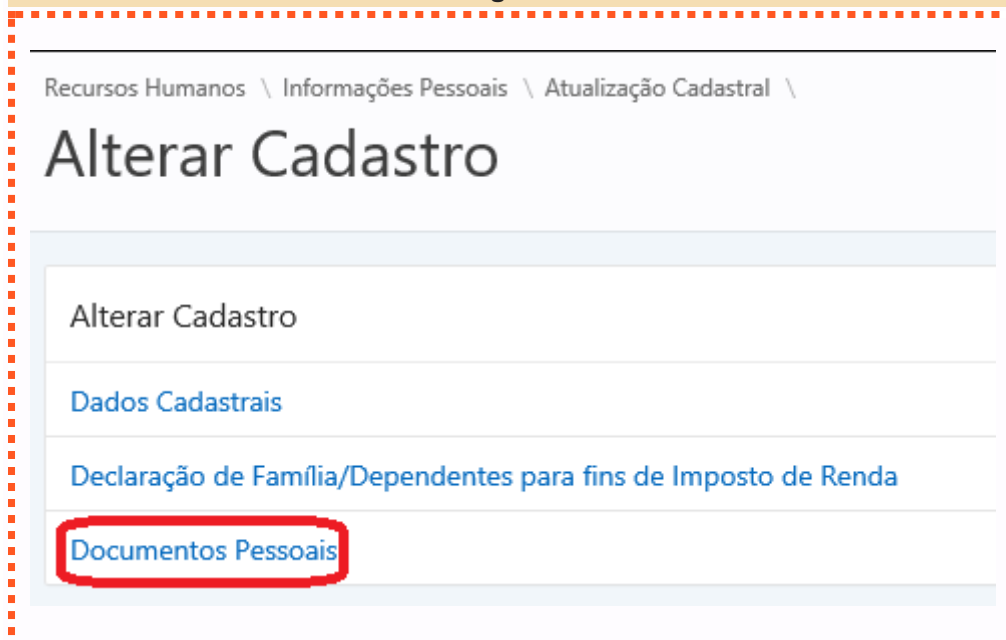 Recursos Humanos \ Informações Pessoais \ Atualização Cadastral \
Alterar Cadastro
Alterar Cadastro
Dados Cadastrais
Declaração de Família/Dependentes para fins de Imposto de Renda
Documentos Pessoais